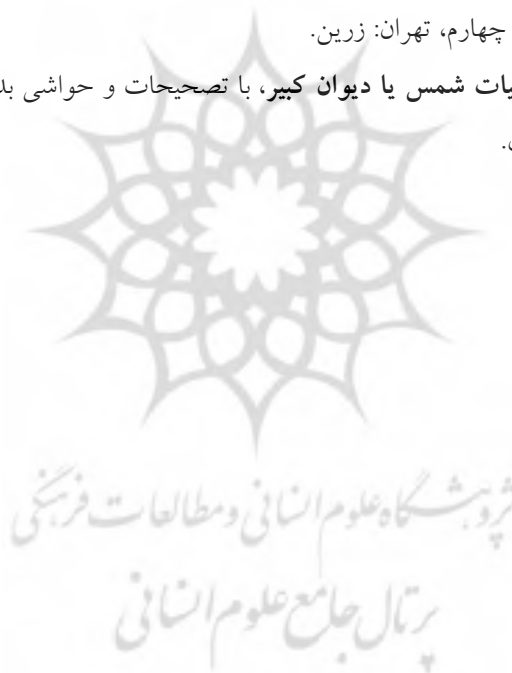 چهارم، تهران: زرین.
یات شمس یا دیوان کبیر، با تصحیحات و حواشی بد
.
پژوهشگاه علوم انسانی و مطالعات فرهنگی
پرتال جامع علوم انسانی